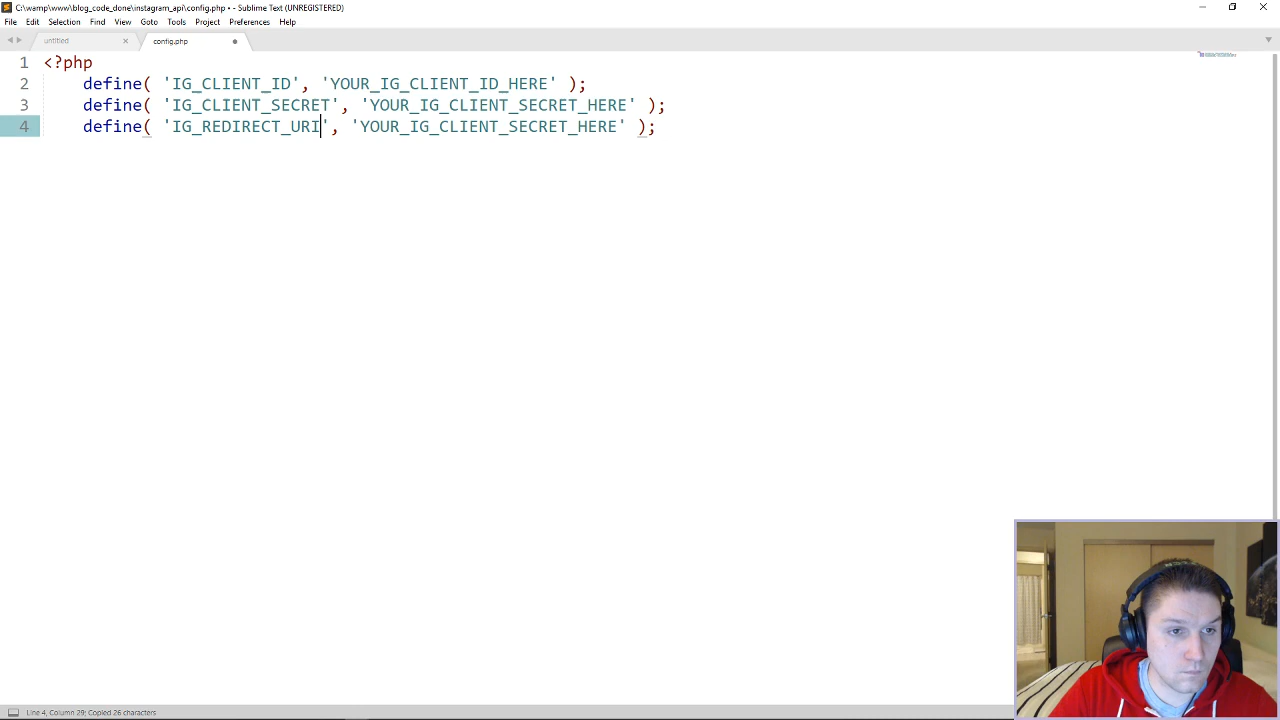 C:\wamp\www\blog_code_done\instagram_api\config.php • - Sublime Text (UNREGISTERED)
File Edit Selection Find View Goto Tools Project Preferences Help
untitled × config.php
1 <?php
2 define( 'IG_CLIENT_ID', 'YOUR_IG_CLIENT_ID_HERE' );
3 define( 'IG_CLIENT_SECRET', 'YOUR_IG_CLIENT_SECRET_HERE' );
4 define( 'IG_REDIRECT_URI', 'YOUR_IG_CLIENT_SECRET_HERE' );
Line 4, Column 29; Copied 26 characters